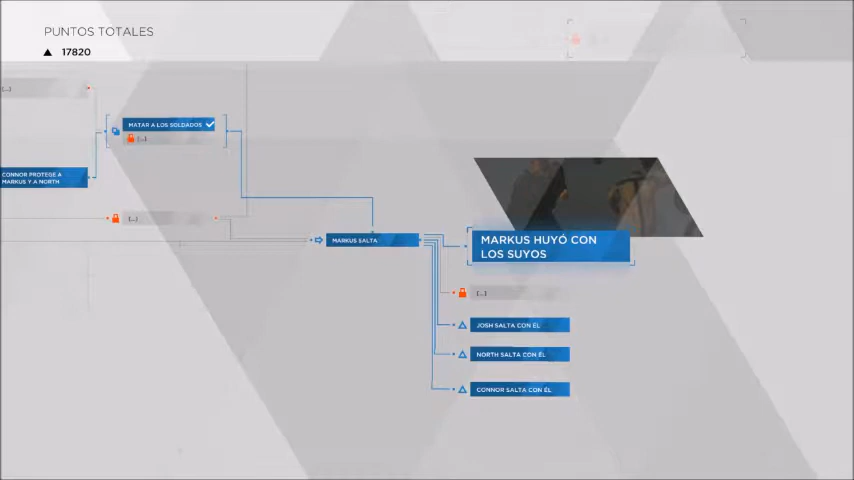 PUNTOS TOTALES
17820
[...]
MATAR A LOS SOLDADOS
[...]
CONNOR PROTEGE A
MARKUS Y A NORTH
[...]
MARKUS SALTA
MARKUS HUYÓ CON
LOS SUYOS
[...]
JOSH SALTA CON ÉL
NORTH SALTA CON ÉL
CONNOR SALTA CON ÉL